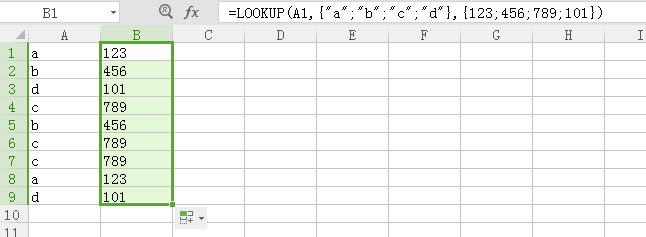 B1 fx =LOOKUP(A1,{"a";"b";"c";"d"},{123;456;789;101})
A B C D E F G H I
1 a 123
2 b 456
3 d 101
4 c 789
5 b 456
6 c 789
7 c 789
8 a 123
9 d 101
10
11